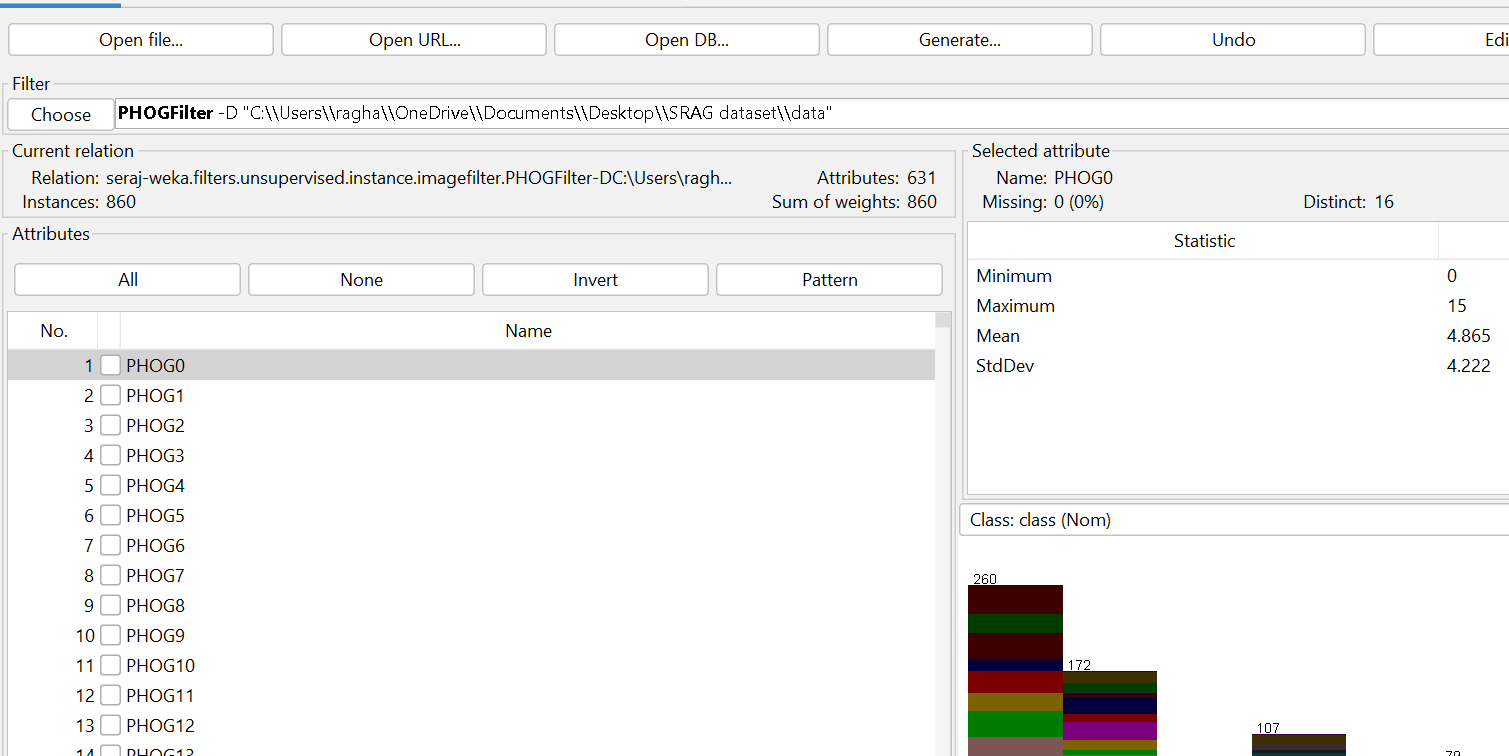 Open file...
Open URL...
Open DB...
Generate...
Undo
Edi
Filter
Choose
PHOGFilter -D "C:\\Users\\ragha\\OneDrive\\Documents\\Desktop\\SRAG dataset\\data"
Current relation
Relation: seraj-weka.filters.unsupervised.instance.imagefilter.PHOGFilter-DC:\Users\ragh...
Attributes: 631
Instances: 860
Sum of weights: 860
Attributes
All
None
Invert
Pattern
No. Name
1 PHOG0
2 PHOG1
3 PHOG2
4 PHOG3
5 PHOG4
6 PHOG5
7 PHOG6
8 PHOG7
9 PHOG8
10 PHOG9
11 PHOG10
12 PHOG11
13 PHOG12
14 PHOG13
Selected attribute
Name: PHOG0
Missing: 0 (0%)
Distinct: 16
Statistic
Minimum 0
Maximum 15
Mean 4.865
StdDev 4.222
Class: class (Nom)
260
172
107
79